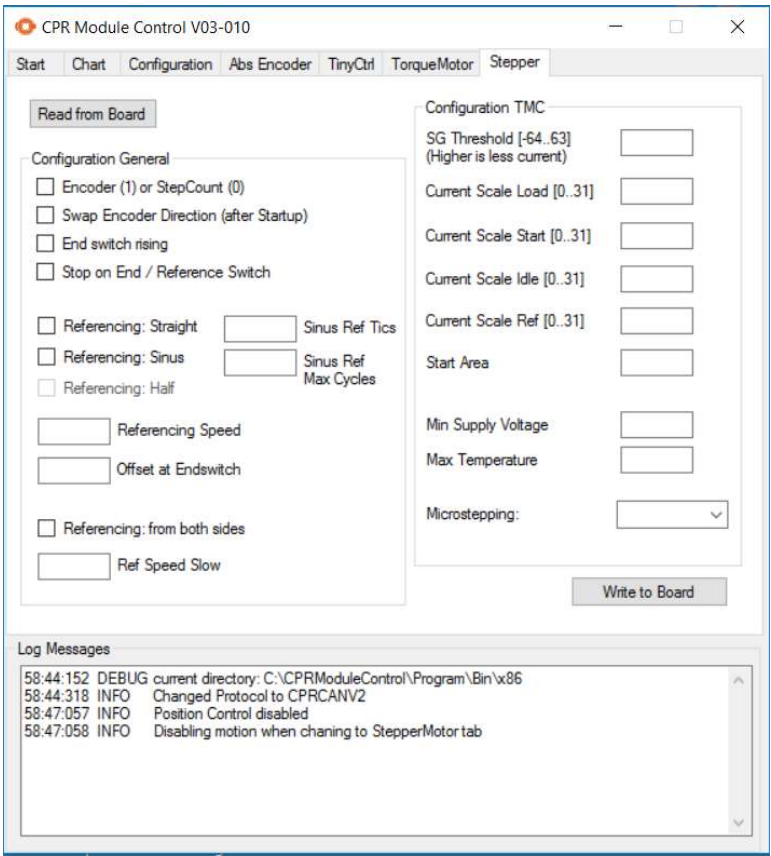 CPR Module Control V03-010
Start Chart Configuration Abs Encoder TinyCtrl TorqueMotor Stepper
Read from Board
Configuration General
Encoder (1) or StepCount (0)
Swap Encoder Direction (after Startup)
End switch rising
Stop on End / Reference Switch
Referencing: Straight
Sinus Ref Tics
Referencing: Sinus
Sinus Ref
Max Cycles
Referencing: Half
Referencing Speed
Offset at Endswitch
Referencing: from both sides
Ref Speed Slow
Configuration TMC
SG Threshold [-64..63]
(Higher is less current)
Current Scale Load [0..31]
Current Scale Start [0..31]
Current Scale Idle [0..31]
Current Scale Ref [0..31]
Start Area
Min Supply Voltage
Max Temperature
Microstepping:
Write to Board
Log Messages
58:44:152 DEBUG current directory: C:\CPRModuleControl\Program\Bin\x86
58:44:318 INFO Changed Protocol to CPRCANV2
58:47:057 INFO Position Control disabled
58:47:058 INFO Disabling motion when chaning to StepperMotor tab